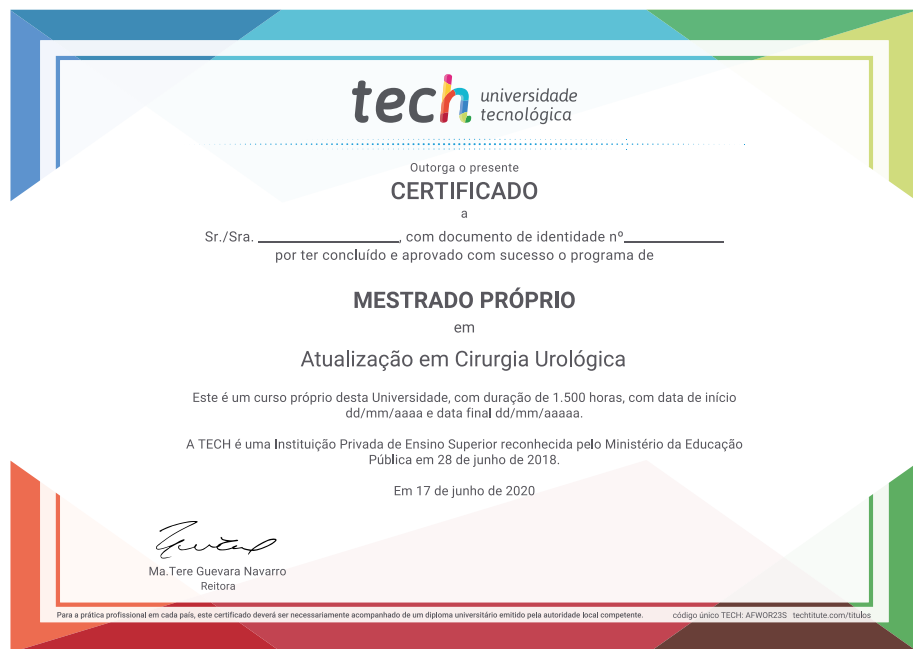 tech universidade
tecnológica
Outorga o presente
CERTIFICADO
a
Sr./Sra. ____________________, com documento de identidade nº______________
por ter concluído e aprovado com sucesso o programa de
MESTRADO PRÓPRIO
em
Atualização em Cirurgia Urológica
Este é um curso próprio desta Universidade, com duração de 1.500 horas, com data de início
dd/mm/aaaa e data final dd/mm/aaaaa.
A TECH é uma Instituição Privada de Ensino Superior reconhecida pelo Ministério da Educação
Pública em 28 de junho de 2018.
Em 17 de junho de 2020
Ma.Tere Guevara Navarro
Reitora
Para a prática profissional em cada país, este certificado deverá ser necessariamente acompanhado de um diploma universitário emitido pela autoridade local competente. código único TECH: AFWOR23S techtitute.com/titulos